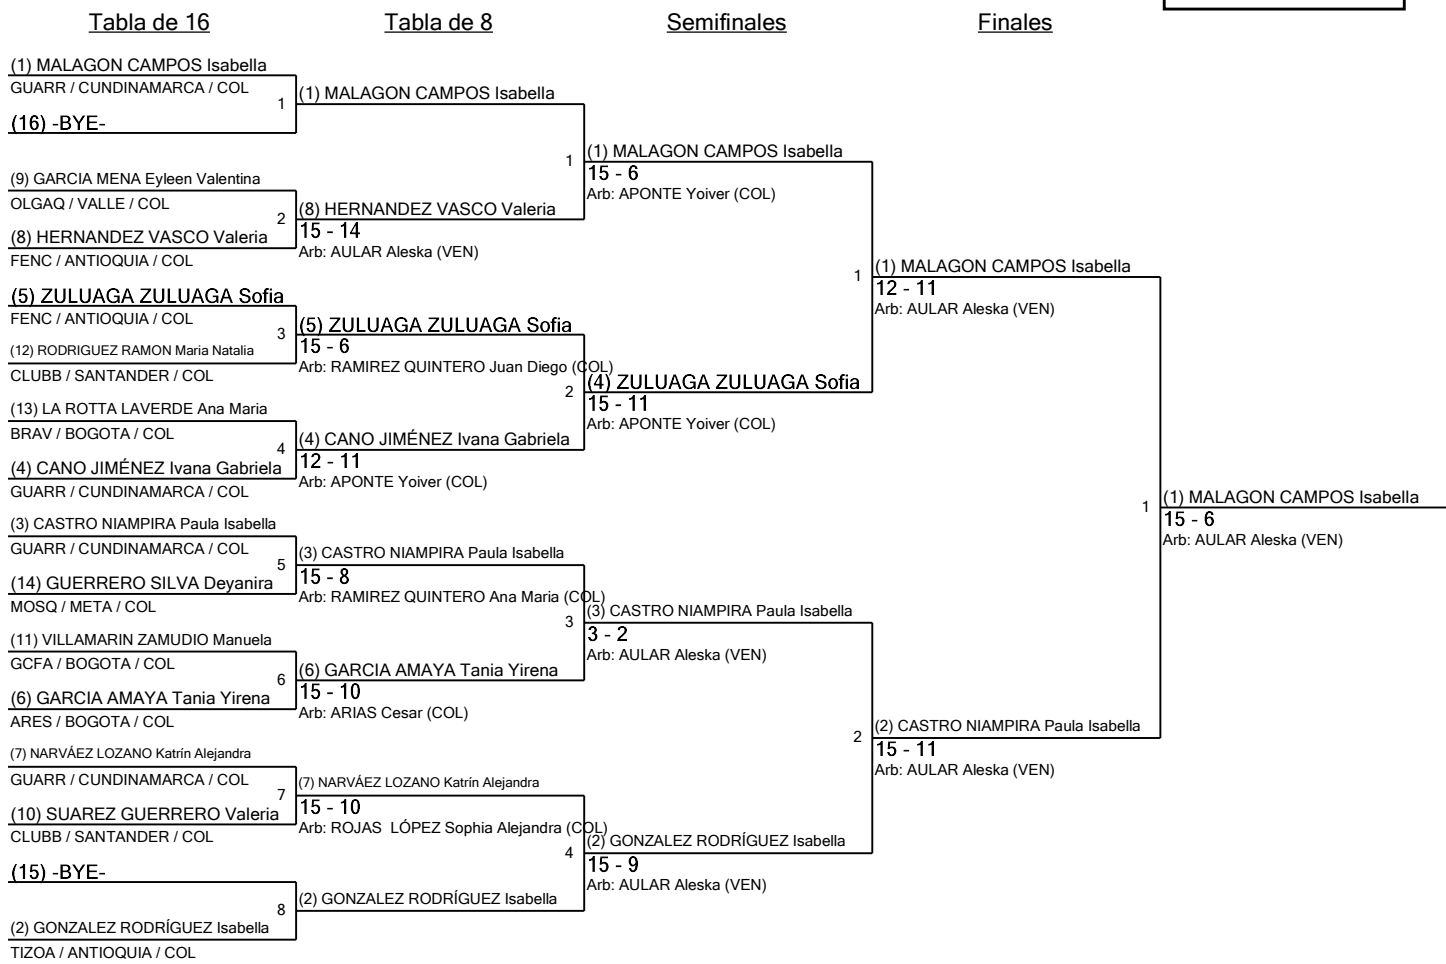 Tabla de 16
Tabla de 8
Semifinales
Finales
(1) MALAGON CAMPOS Isabella
GUARR / CUNDINAMARCA / COL
1
(16) -BYE-
(9) GARCIA MENA Eyleen Valentina
OLGAQ / VALLE / COL
2
(8) HERNANDEZ VASCO Valeria
FENC / ANTIOQUIA / COL
(5) ZULUAGA ZULUAGA Sofia
FENC / ANTIOQUIA / COL
3
(12) RODRIGUEZ RAMON Maria Natalia
CLUBB / SANTANDER / COL
(13) LA ROTTA LAVERDE Ana Maria
BRAV / BOGOTA / COL
4
(4) CANO JIMÉNEZ Ivana Gabriela
GUARR / CUNDINAMARCA / COL
(3) CASTRO NIAMPIRA Paula Isabella
GUARR / CUNDINAMARCA / COL
5
(14) GUERRERO SILVA Deyanira
MOSQ / META / COL
(11) VILLAMARIN ZAMUDIO Manuela
GCFA / BOGOTA / COL
6
(6) GARCIA AMAYA Tania Yirena
ARES / BOGOTA / COL
(7) NARVÁEZ LOZANO Katrín Alejandra
GUARR / CUNDINAMARCA / COL
7
(10) SUAREZ GUERRERO Valeria
CLUBB / SANTANDER / COL
(15) -BYE-
8
(2) GONZALEZ RODRÍGUEZ Isabella
TIZOA / ANTIOQUIA / COL
(1) MALAGON CAMPOS Isabella
1
(8) HERNANDEZ VASCO Valeria
15 - 14
Arb: AULAR Aleska (VEN)
(5) ZULUAGA ZULUAGA Sofia
15 - 6
Arb: RAMIREZ QUINTERO Juan Diego (COL)
2
(4) CANO JIMÉNEZ Ivana Gabriela
12 - 11
Arb: APONTE Yoiver (COL)
(3) CASTRO NIAMPIRA Paula Isabella
15 - 8
Arb: RAMIREZ QUINTERO Ana Maria (COL)
3
(6) GARCIA AMAYA Tania Yirena
15 - 10
Arb: ARIAS Cesar (COL)
(7) NARVÁEZ LOZANO Katrín Alejandra
15 - 10
Arb: ROJAS  LÓPEZ Sophia Alejandra (COL)
4
(2) GONZALEZ RODRÍGUEZ Isabella
(1) MALAGON CAMPOS Isabella
15 - 6
Arb: APONTE Yoiver (COL)
1
(4) ZULUAGA ZULUAGA Sofia
15 - 11
Arb: APONTE Yoiver (COL)
(3) CASTRO NIAMPIRA Paula Isabella
3 - 2
Arb: AULAR Aleska (VEN)
2
(2) GONZALEZ RODRÍGUEZ Isabella
15 - 9
Arb: AULAR Aleska (VEN)
(1) MALAGON CAMPOS Isabella
12 - 11
Arb: AULAR Aleska (VEN)
1
(2) CASTRO NIAMPIRA Paula Isabella
15 - 11
Arb: AULAR Aleska (VEN)
(1) MALAGON CAMPOS Isabella
15 - 6
Arb: AULAR Aleska (VEN)